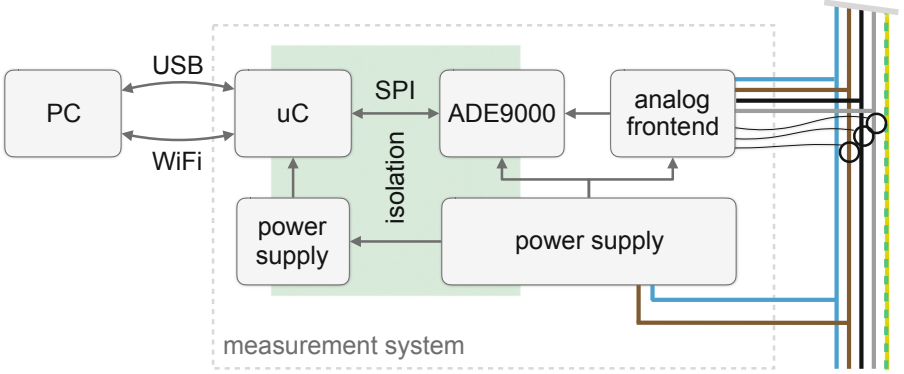 USB
PC
uC
SPI
ADE9000
analog
frontend
WiFi
isolation
power
supply
power supply
measurement system